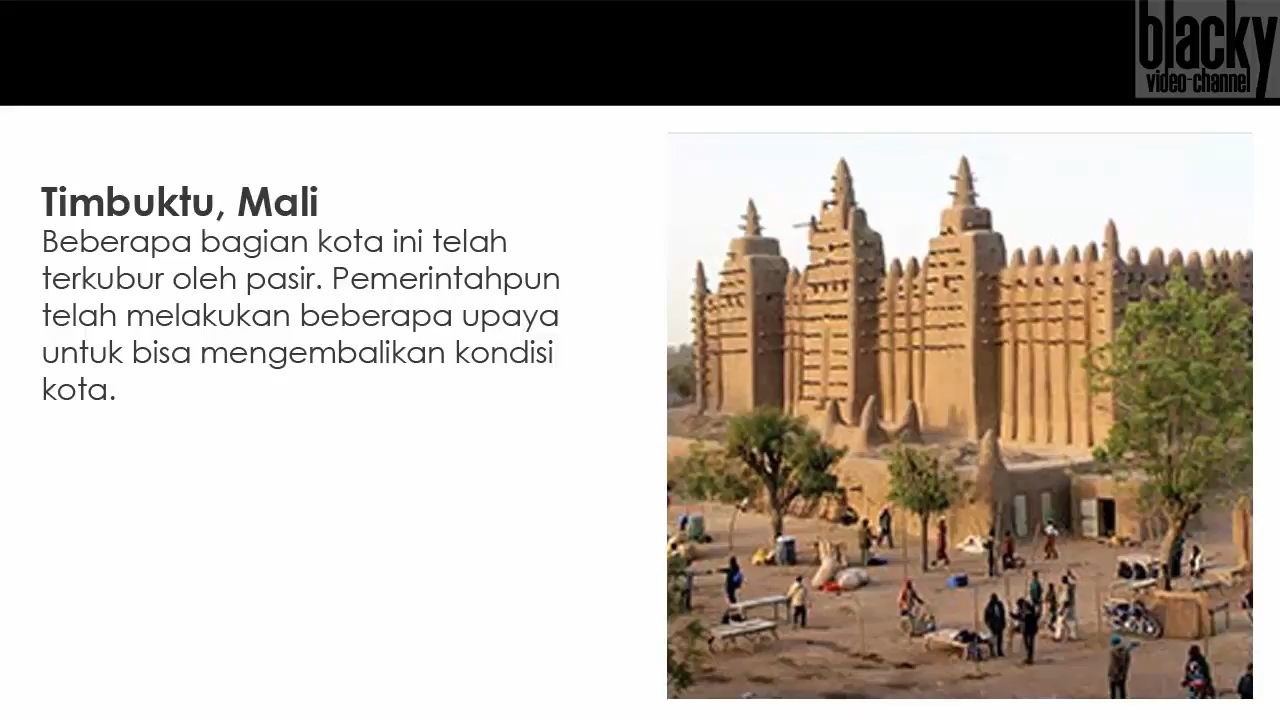 blacky
video-channel
Timbuktu, Mali
Beberapa bagian kota ini telah
terkubur oleh pasir. Pemerintahpun
telah melakukan beberapa upaya
untuk bisa mengembalikan kondisi
kota.